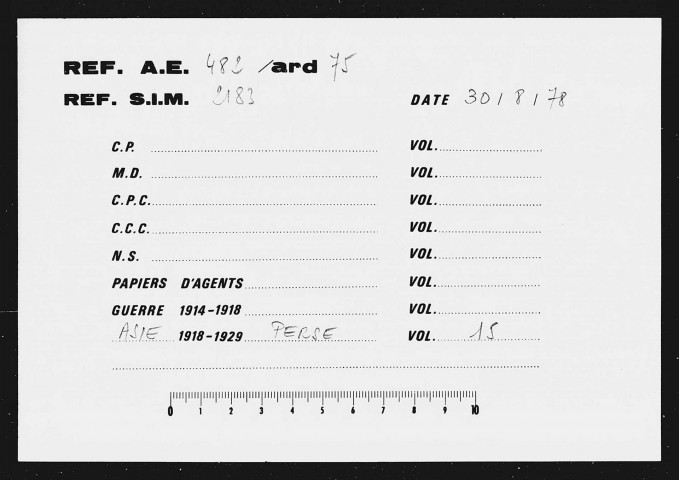 REF. A.E. 482 /ard 75
REF. S.I.M. 2183 DATE 30/8/78
C.P. VOL.
M.D. VOL.
C.P.C. VOL.
C.C.C. VOL.
N.S. VOL.
PAPIERS D'AGENTS VOL.
GUERRE 1914-1918 VOL.
ASIE 1918-1929 PERSE VOL. 15
0 1 2 3 4 5 6 7 8 9 10